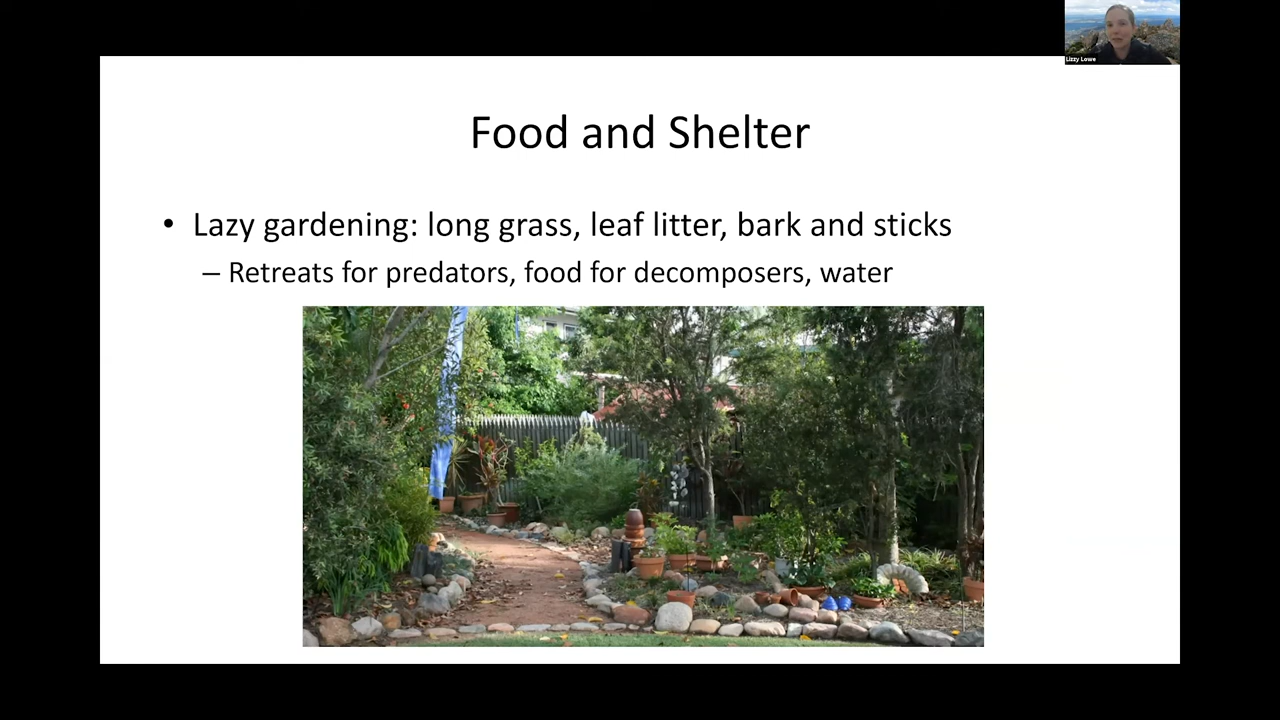 Lizzy Lowe
Food and Shelter
• Lazy gardening: long grass, leaf litter, bark and sticks
– Retreats for predators, food for decomposers, water